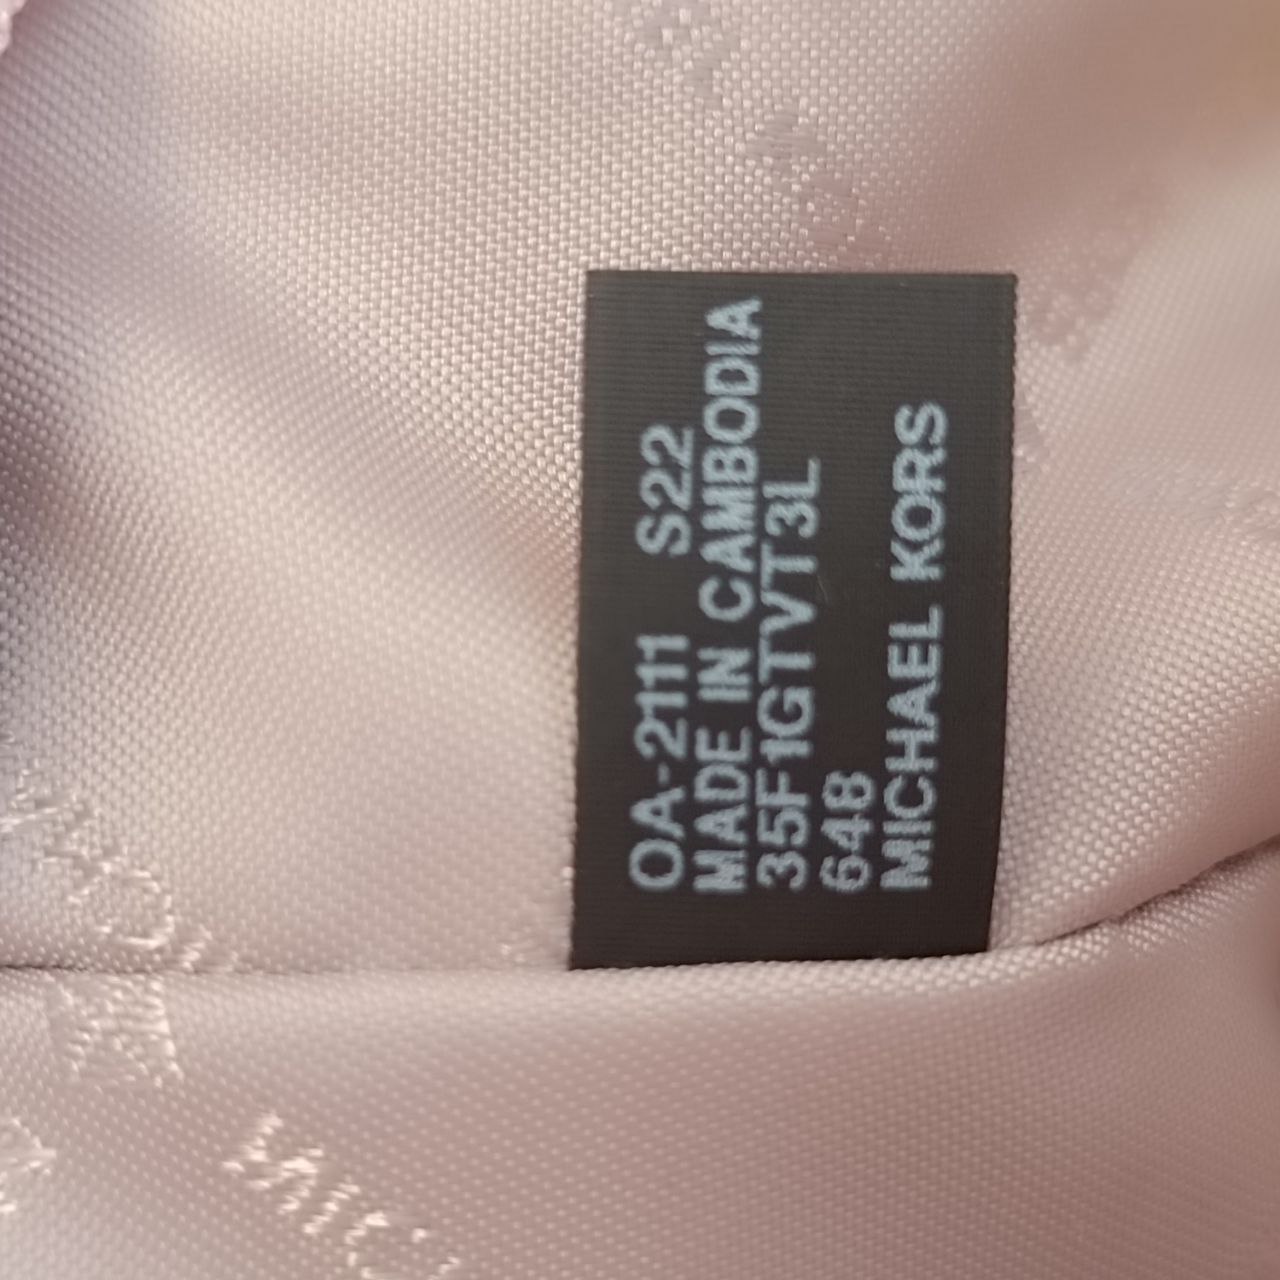 OA-2111 S22
MADE IN CAMBODIA
35F1GTVT3L
648
MICHAEL KORS